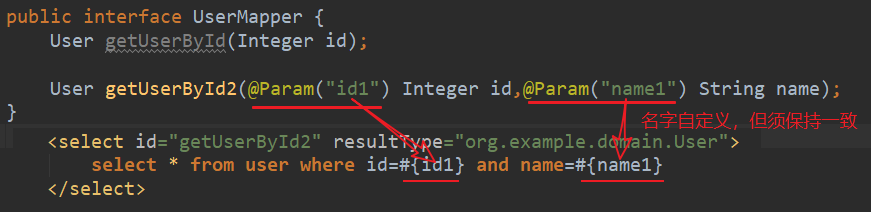 public interface UserMapper {
User getUserById(Integer id);
User getUserById2(@Param("id1") Integer id,@Param("name1") String name);
}
名字自定义，但须保持一致
<select id="getUserById2" resultType="org.example.domain.User">
select * from user where id=#{id1} and name=#{name1}
</select>